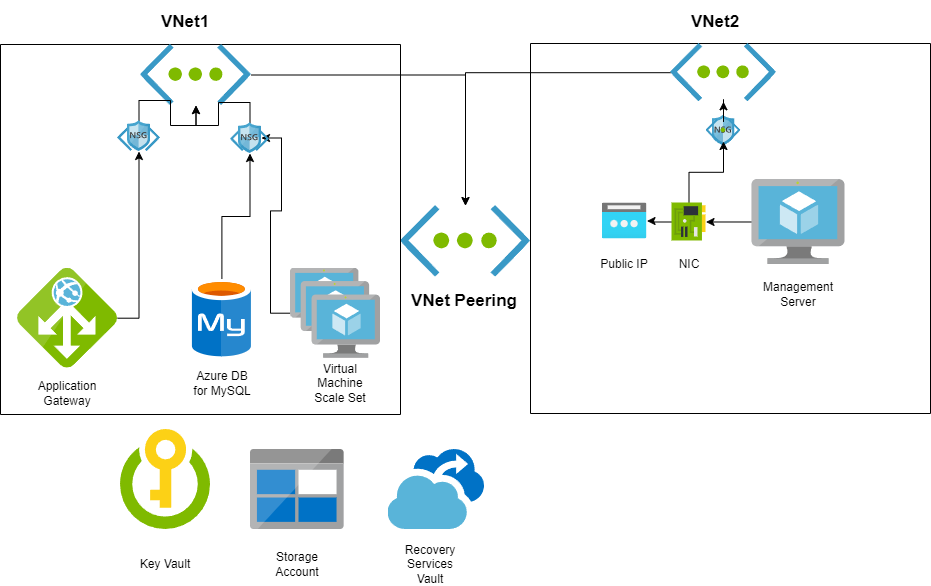 VNet1
VNet2
NSG
NSG
NSG
Public IP
NIC
Management
Server
VNet Peering
My
Application
Gateway
Azure DB
for MySQL
Virtual
Machine
Scale Set
Key Vault
Storage
Account
Recovery
Services
Vault